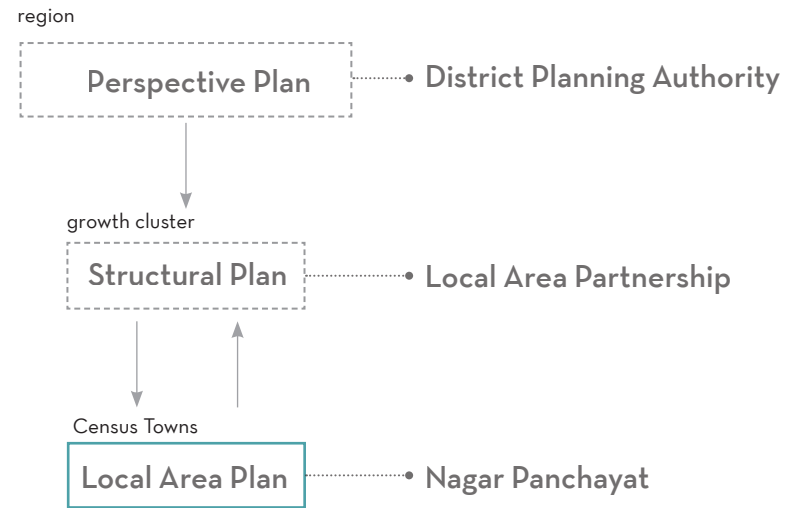 region
Perspective Plan
District Planning Authority
growth cluster
Structural Plan
Local Area Partnership
Census Towns
Local Area Plan
Nagar Panchayat